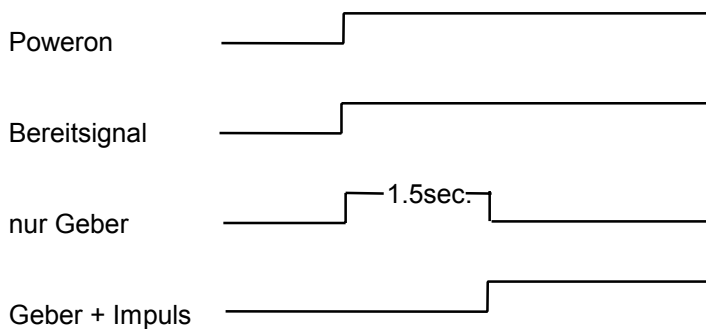 Poweron
Bereitsignal
1.5sec.
nur Geber
Geber + Impuls